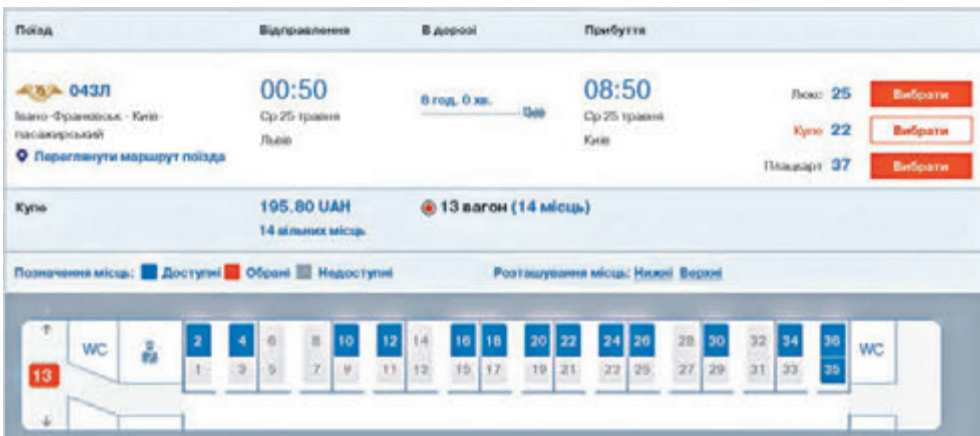 Поїзд Відправлення В дорозі Прибуття
043Л 00:50 8 год. 0 хв. 08:50 Люкс 25 Вибрати
Івано-Франківськ - Київ- Ср 25 травня Ср 25 травня Купе 22 Вибрати
пасажирський Львів Київ Плацкарт 37 Вибрати
Переглянути маршрут поїзда
Купе 195.80 UAH 13 вагон (14 місць)
14 вільних місць
Позначення місць: Доступні Обрані Недоступні Розташування місць: Нижні Верхні
WC 2 4 6 8 10 12 14 16 18 20 22 24 26 28 30 32 34 36 WC
13 1 3 5 7 9 11 13 15 17 19 21 23 25 27 29 31 33 35